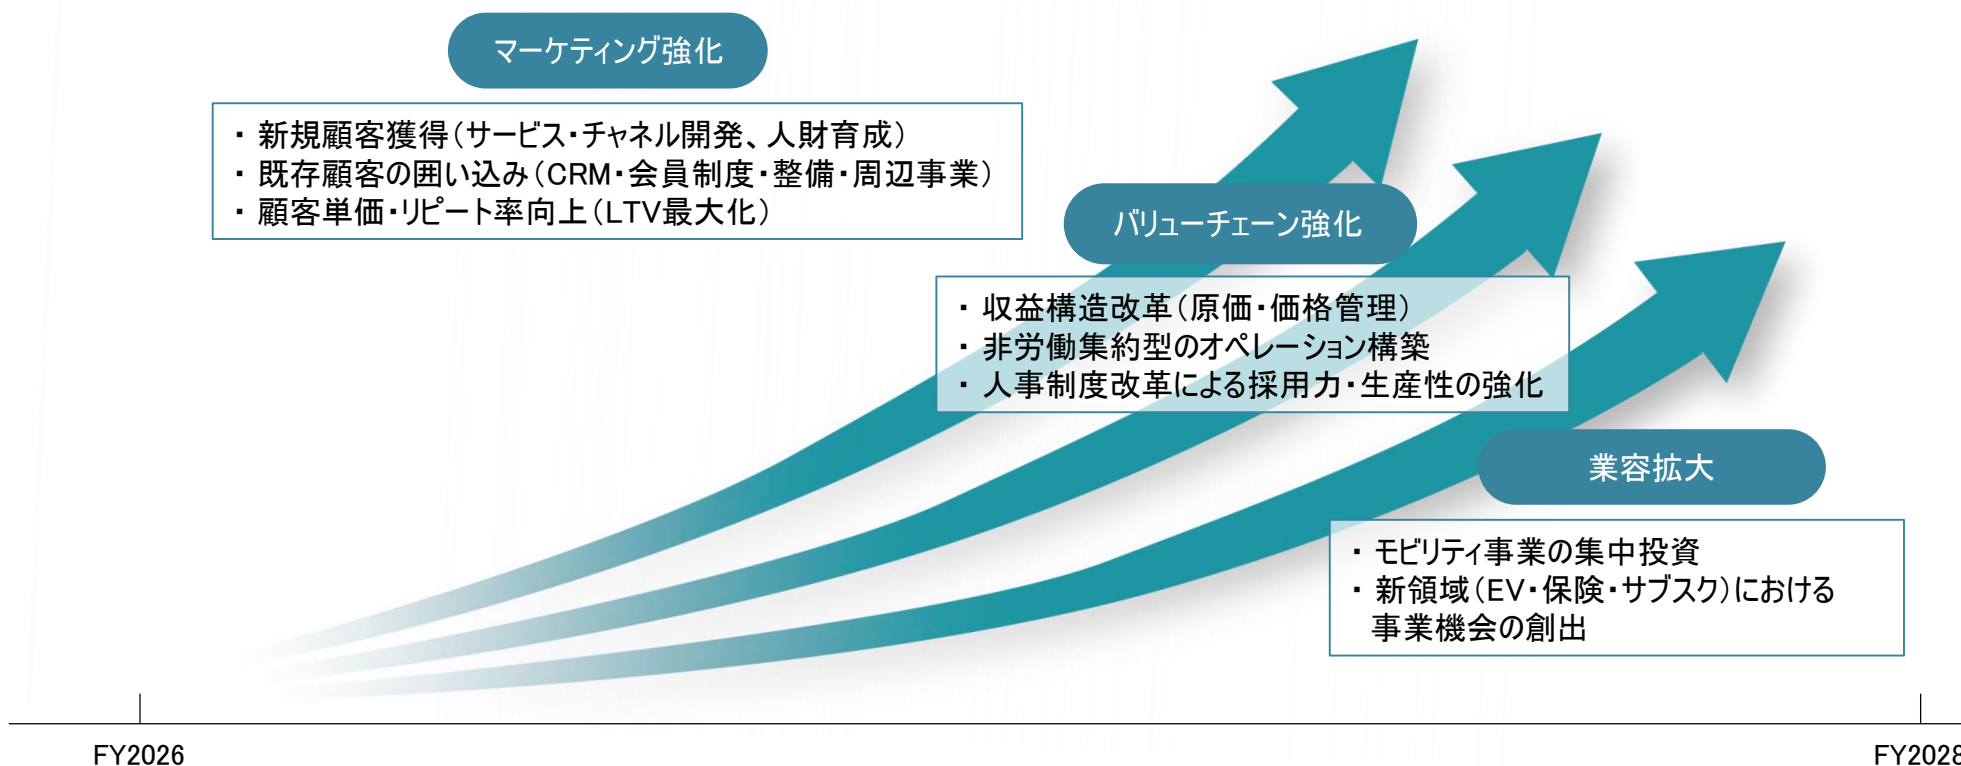 マーケティング強化
・ 新規顧客獲得（サービス・チャネル開発、人財育成）
・ 既存顧客の囲い込み（CRM・会員制度・整備・周辺事業）
・ 顧客単価・リピート率向上（LTV最大化）
バリューチェーン強化
・ 収益構造改革（原価・価格管理）
・ 非労働集約型のオペレーション構築
・ 人事制度改革による採用力・生産性の強化
業容拡大
・ モビリティ事業の集中投資
・ 新領域（EV・保険・サブスク）における
事業機会の創出
FY2026
FY2028